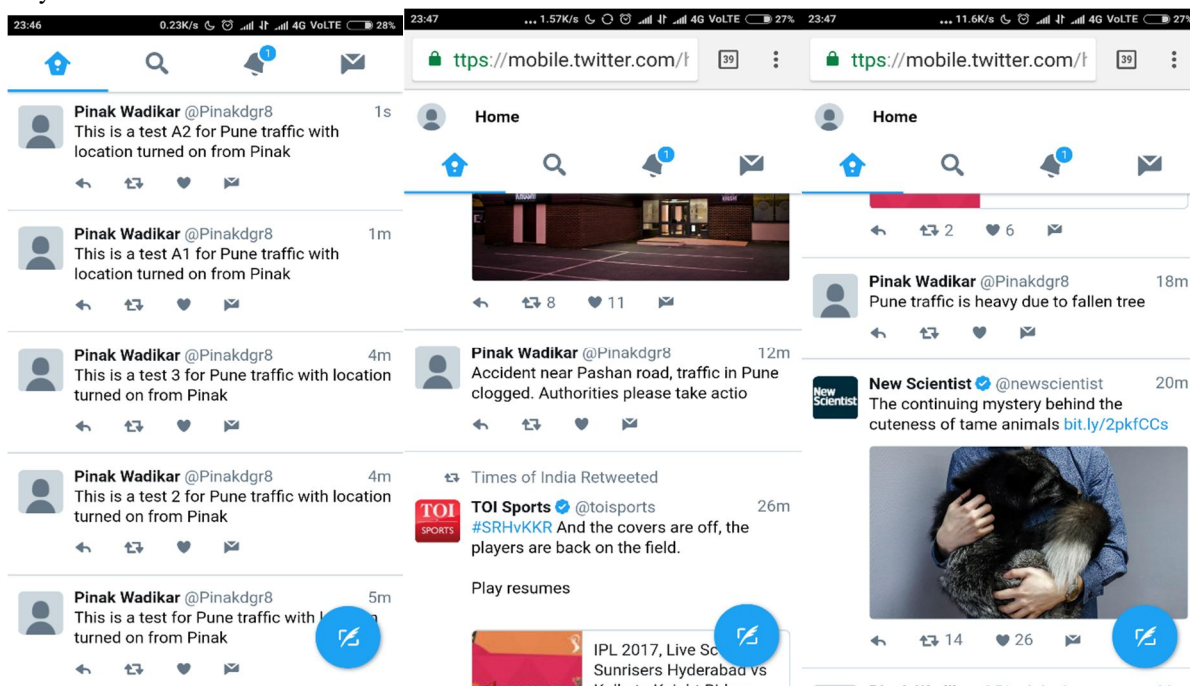 23:46 0.23K/s 4G VoLTE 28%
1
Pinak Wadikar @Pinakdgr8 1s
This is a test A2 for Pune traffic with
location turned on from Pinak
Pinak Wadikar @Pinakdgr8 1m
This is a test A1 for Pune traffic with
location turned on from Pinak
Pinak Wadikar @Pinakdgr8 4m
This is a test 3 for Pune traffic with location
turned on from Pinak
Pinak Wadikar @Pinakdgr8 4m
This is a test 2 for Pune traffic with location
turned on from Pinak
Pinak Wadikar @Pinakdgr8 5m
This is a test for Pune traffic with
turned on from Pinak
23:47 ... 1.57K/s 4G VoLTE 27%
ttps://mobile.twitter.com/h 39
Home
1
8 11
Pinak Wadikar @Pinakdgr8 12m
Accident near Pashan road, traffic in Pune
clogged. Authorities please take actio
Times of India Retweeted
TOI Sports @toisports 26m
TOI
SPORTS
#SRHvKKR And the covers are off, the
players are back on the field.
Play resumes
IPL 2017, Live Sc
Sunrisers Hyderabad vs
23:47 ... 11.6K/s 4G VoLTE 27%
ttps://mobile.twitter.com/h 39
Home
1
2 6
Pinak Wadikar @Pinakdgr8 18m
Pune traffic is heavy due to fallen tree
New Scientist @newscientist 20m
New
Scientist
The continuing mystery behind the
cuteness of tame animals bit.ly/2pkfCCs
14 26